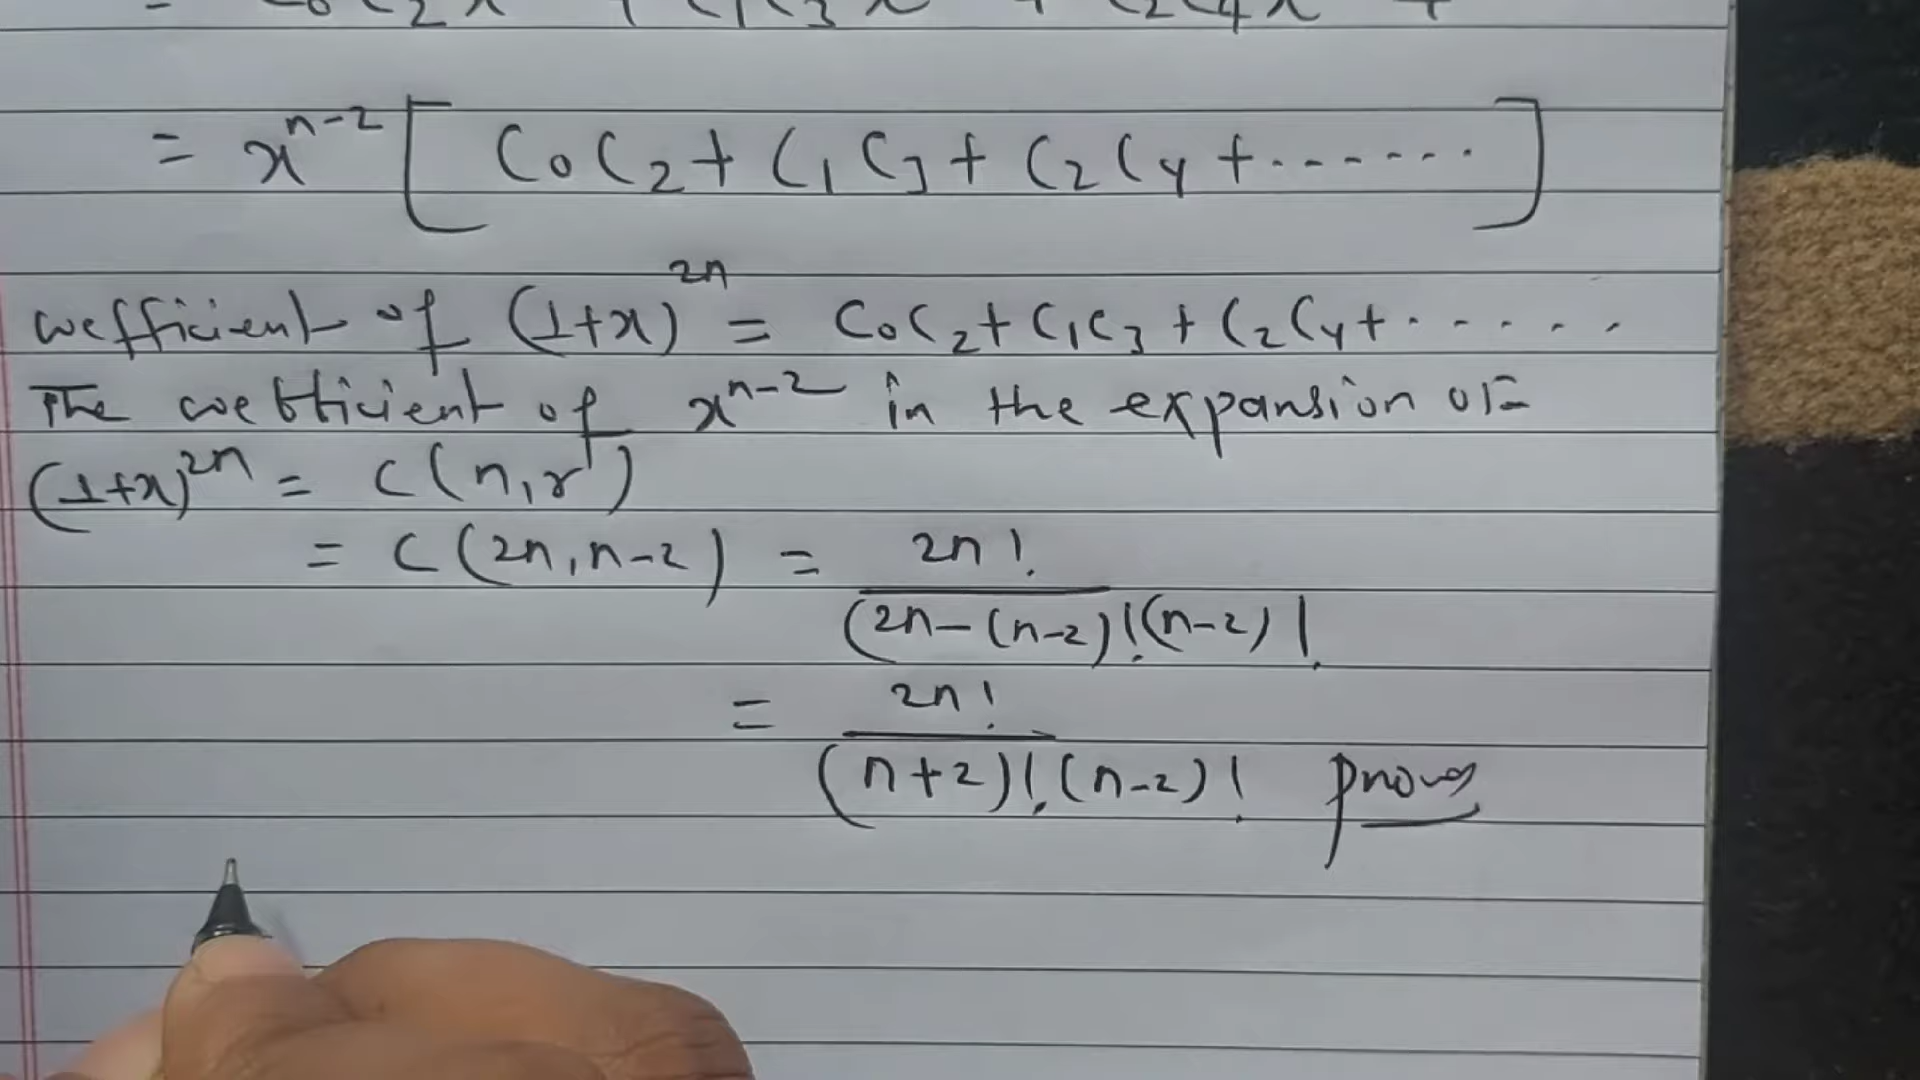 = x^{n-2} [ C₀C₂ + C₁C₃ + C₂C₄ + ....... ]
coefficient of (1+x)^{2n} = C₀C₂ + C₁C₃ + C₂C₄ + ......
The coefficient of x^{n-2} in the expansion of
(1+x)^{2n} = C(n,r)
= C(2n,n-2) = 2n! / (2n-(n-2)!(n-2)!
= 2n! / (n+2)!(n-2)!